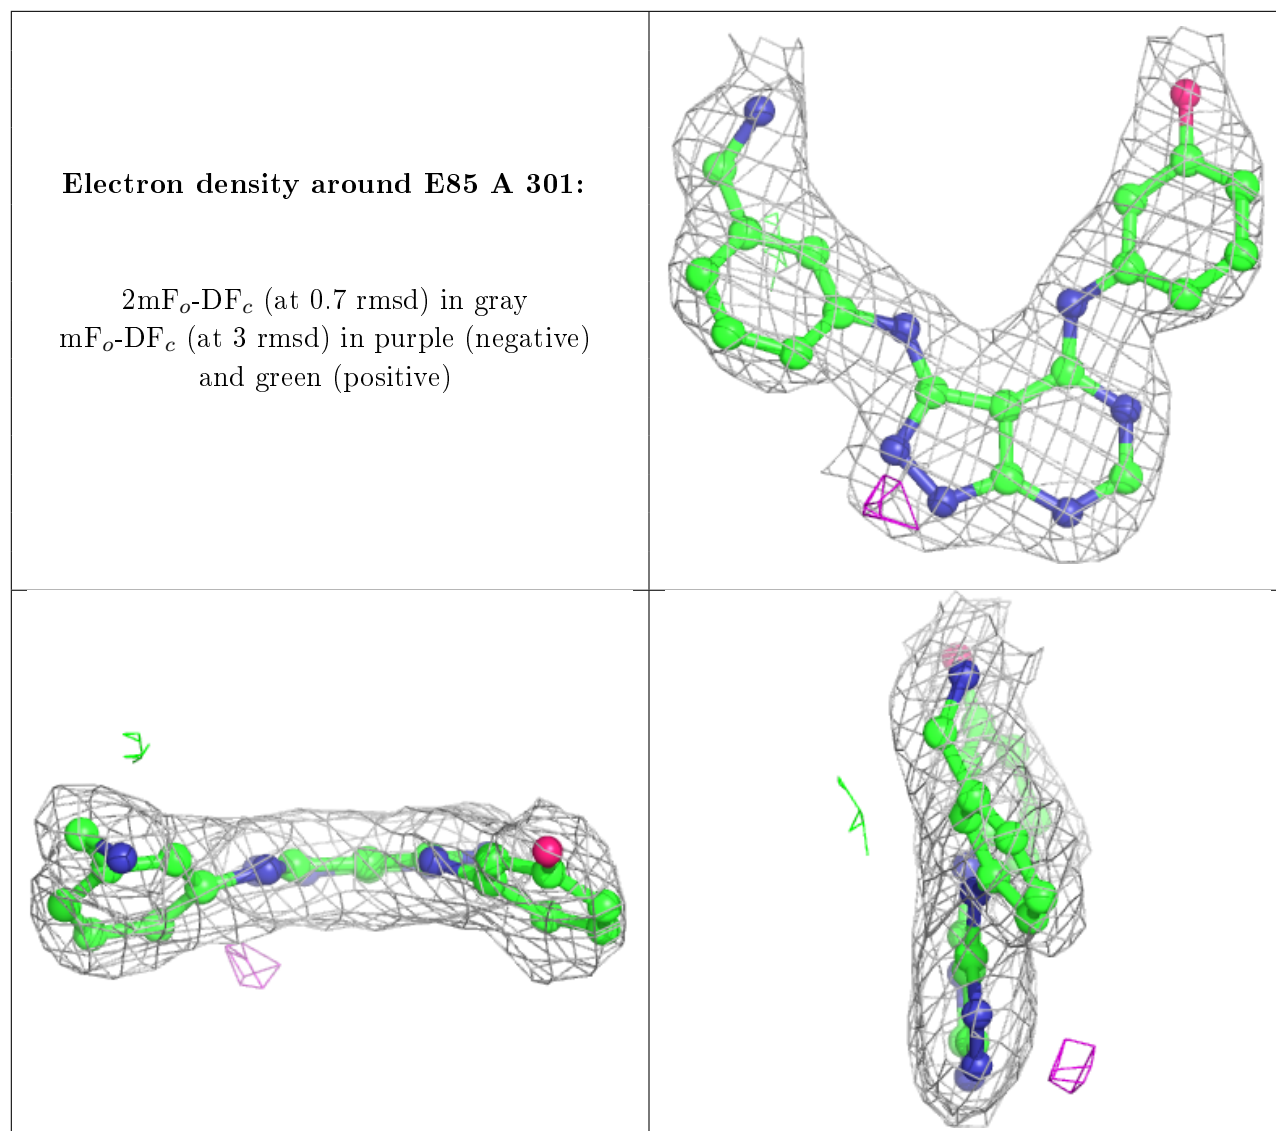 Electron density around E85 A 301:
2mFo-DFc (at 0.7 rmsd) in gray
mFo-DFc (at 3 rmsd) in purple (negative)
and green (positive)